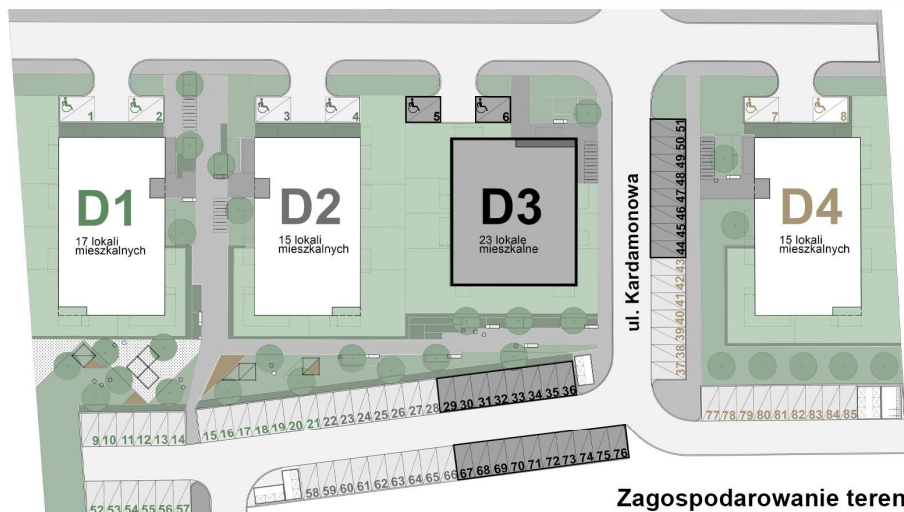 1 2 3 4 5 6 7 8
D1
17 lokali
mieszkalnych
D2
15 lokali
mieszkalnych
D3
23 lokale
mieszkalne
D4
15 lokali
mieszkalnych
ul. Kardamonowa
51
50
49
48
47
46
45
44
43
42
41
40
39
38
37
9 10 11 12 13 14
15 16 17 18 19 20 21 22 23 24 25 26 27 28 29 30 31 32 33 34 35 36
77 78 79 80 81 82 83 84 85
52 53 54 55 56 57
58 59 60 61 62 63 64 65 66 67 68 69 70 71 72 73 74 75 76
Zagospodarowanie teren